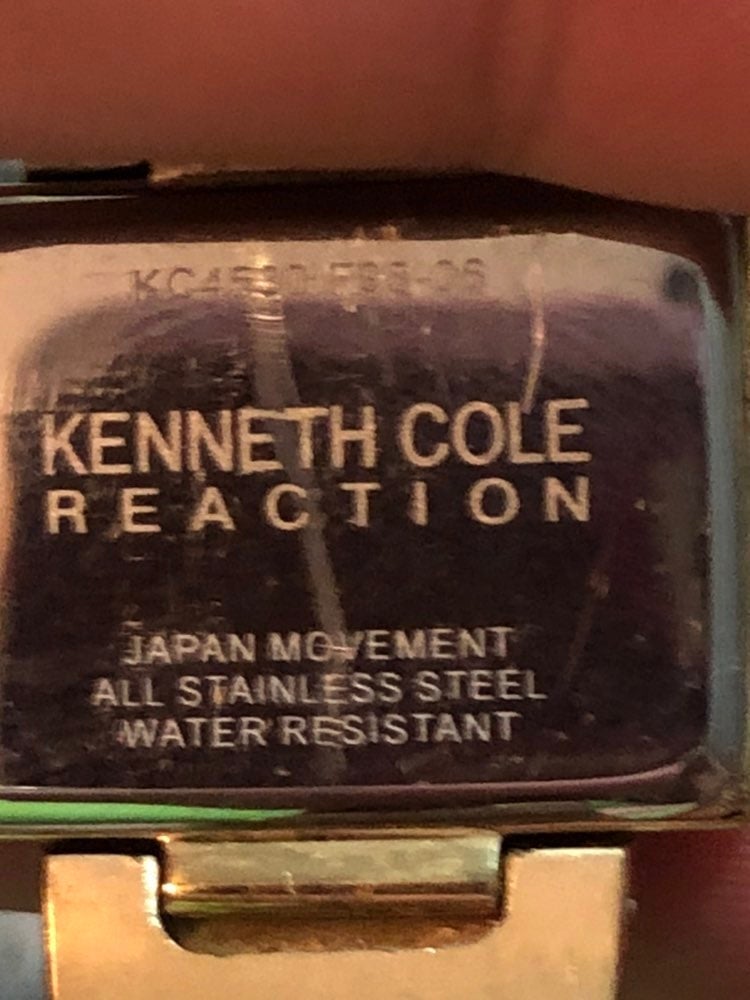 KENNETH COLE
REACTION
JAPAN MOVEMENT
ALL STAINLESS STEEL
WATER RESISTANT